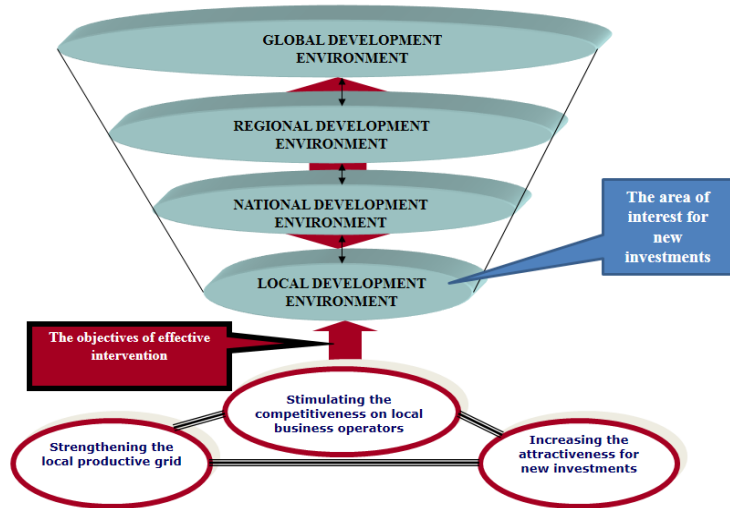 GLOBAL DEVELOPMENT
ENVIRONMENT
REGIONAL DEVELOPMENT
ENVIRONMENT
NATIONAL DEVELOPMENT
ENVIRONMENT
The area of
interest for
new
investments
LOCAL DEVELOPMENT
ENVIRONMENT
The objectives of effective
intervention
Stimulating the
competitiveness on local
business operators
Strengthening the
local productive grid
Increasing the
attractiveness for
new investments